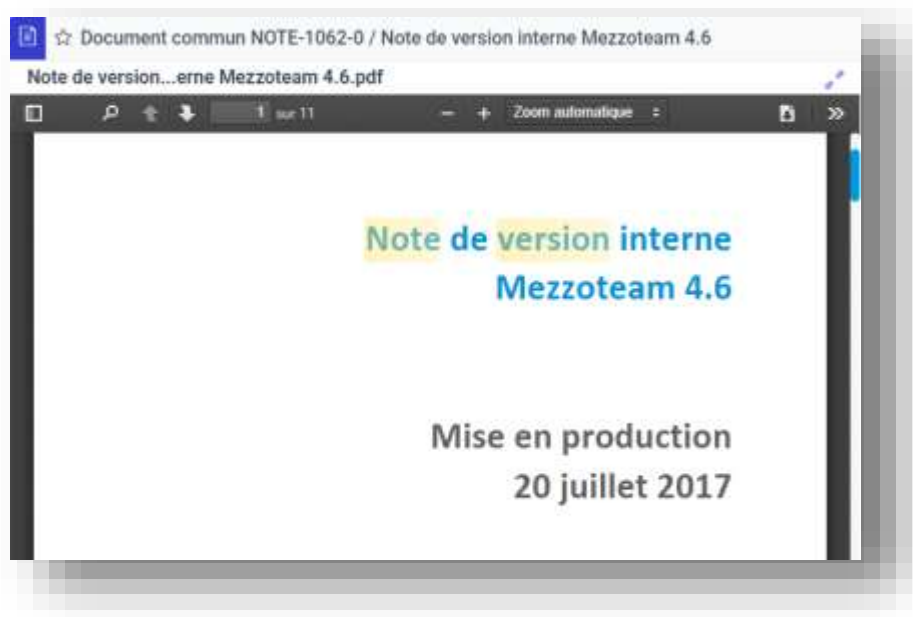 Document commun NOTE-1062-0 / Note de version interne Mezzoteam 4.6
Note de version...erne Mezzoteam 4.6.pdf
1 sur 11
Zoom automatique
Note de version interne
Mezzoteam 4.6
Mise en production
20 juillet 2017